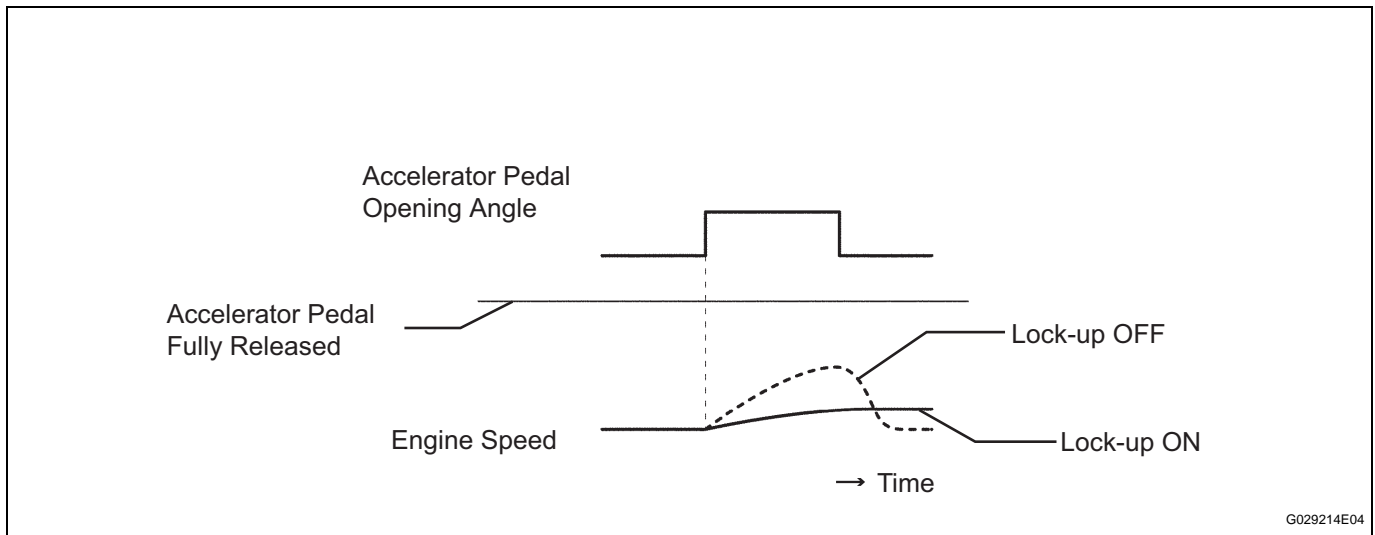 Accelerator Pedal
Opening Angle
Accelerator Pedal
Fully Released
Lock-up OFF
Engine Speed
Lock-up ON
→ Time
G029214E04